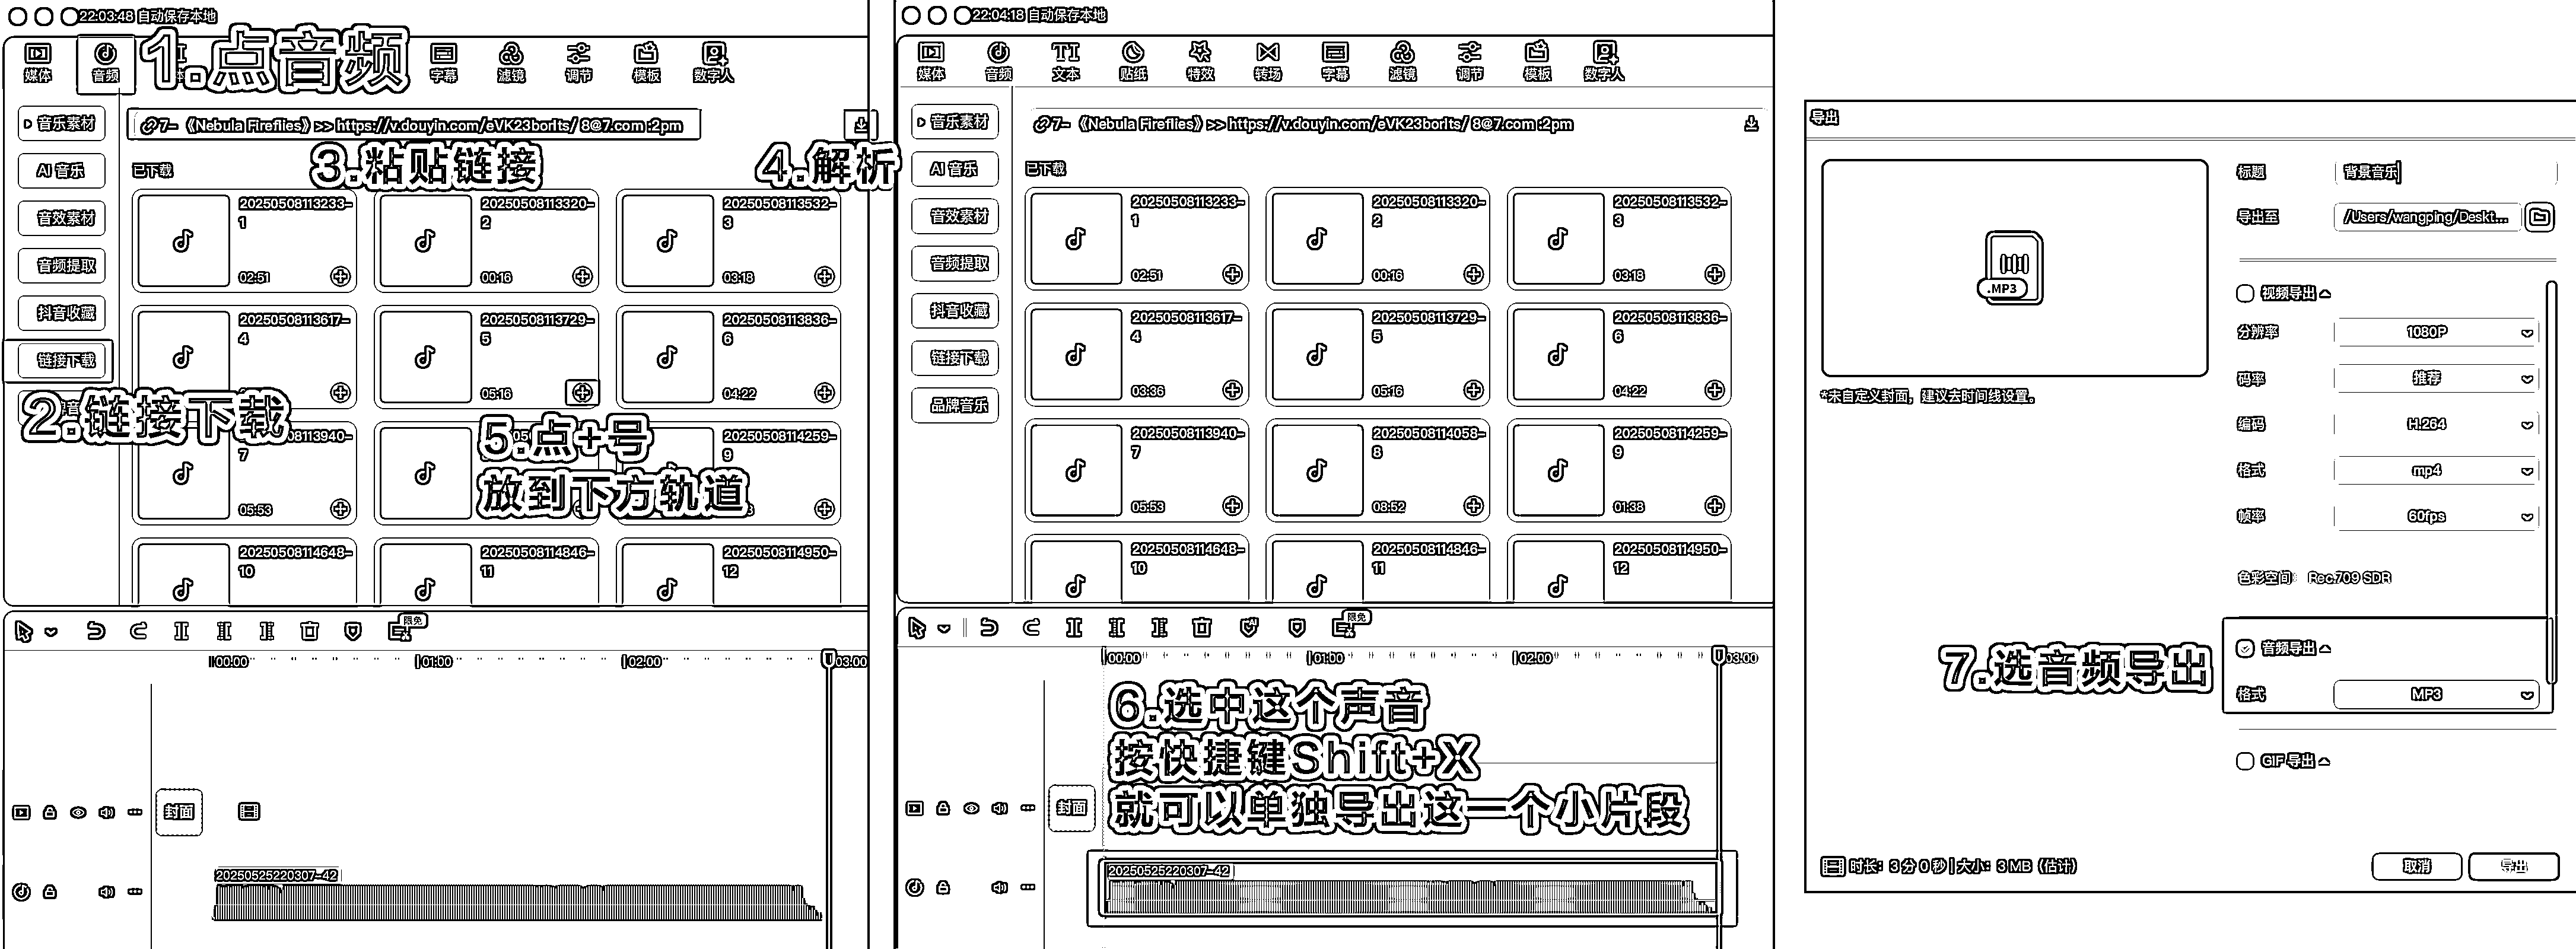 22:03:48 自动保存本地
媒体
音频
字幕
滤镜
调节
模板
数字人
1.点音频
音乐素材
AI 音乐
音效素材
音频提取
抖音收藏
链接下载
7- 《Nebula Fireflies》 >> https://v.douyin.com/eVK23borIts/ 8@7.com :2pm
3.粘贴链接
4.解析
已下载
20250508113233-1
02:51
20250508113320-2
00:16
20250508113532-3
03:18
20250508113617-4
20250508113729-5
05:16
20250508113836-6
04:22
2.链接下载
5.点+号
放到下方轨道
7
05:53
9
20250508114648-10
20250508114846-11
20250508114950-12
限免
00:00
01:00
02:00
03:00
封面
20250525220307-42
22:04:18 自动保存本地
媒体
音频
TI
文本
贴纸
特效
转场
字幕
滤镜
调节
模板
数字人
音乐素材
AI 音乐
音效素材
音频提取
抖音收藏
链接下载
品牌音乐
7- 《Nebula Fireflies》 >> https://v.douyin.com/eVK23borIts/ 8@7.com :2pm
已下载
20250508113233-1
02:51
20250508113320-2
00:16
20250508113532-3
03:18
20250508113617-4
03:36
20250508113729-5
05:16
20250508113836-6
04:22
20250508113940-7
05:53
20250508114058-8
08:52
20250508114259-9
01:38
20250508114648-10
20250508114846-11
20250508114950-12
限免
00:00
01:00
02:00
03:00
6.选中这个声音
按快捷键Shift+X
就可以单独导出这一个小片段
封面
20250525220307-42
导出
.MP3
*未自定义封面，建议去时间线设置。
标题
背景音乐
导出至
/Users/wangping/Deskt...
视频导出
分辨率
1080P
码率
推荐
编码
H.264
格式
mp4
帧率
60fps
色彩空间: Rec.709 SDR
7.选音频导出
音频导出
格式
MP3
GIF 导出
时长: 3 分 0 秒 | 大小: 3 MB (估计)
取消
导出